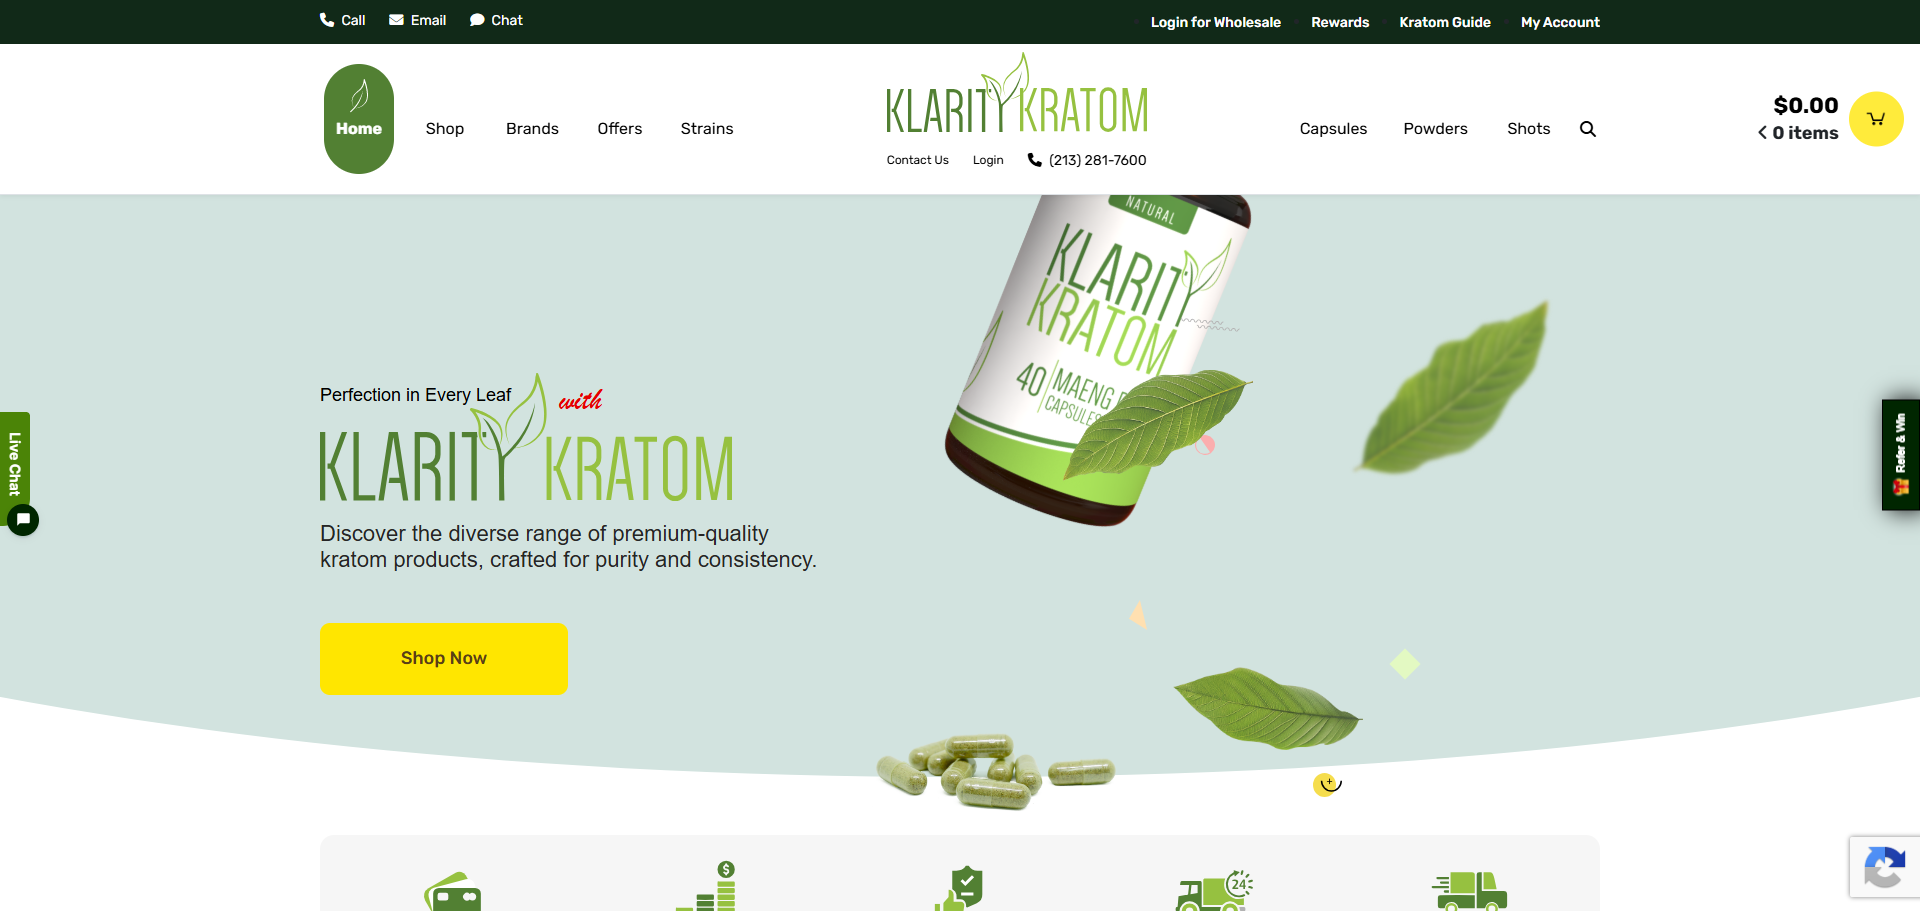 Call Email Chat
Login for Wholesale Rewards Kratom Guide My Account
Home Shop Brands Offers Strains
KLARITY KRATOM
Contact Us Login (213) 281-7600
Capsules Powders Shots
$0.00
0 items
NATURAL
KLARITY
KRATOM
40 MAENG
CAPSULES
Perfection in Every Leaf with
KLARITY KRATOM
Discover the diverse range of premium-quality
kratom products, crafted for purity and consistency.
Shop Now
Live Chat
Refer & Win
$
24